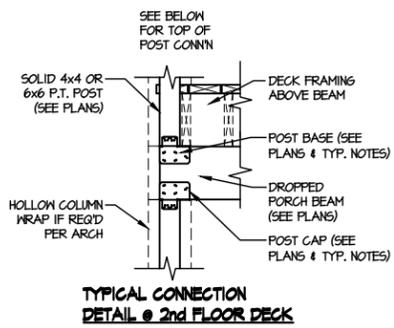 SEE BELOW
FOR TOP OF
POST CONN'N
SOLID 4x4 OR
6x6 P.T. POST
(SEE PLANS)
DECK FRAMING
ABOVE BEAM
POST BASE (SEE
PLANS & TYP. NOTES)
DROPPED
PORCH BEAM
(SEE PLANS)
HOLLOW COLUMN
WRAP IF REQ'D
PER ARCH
POST CAP (SEE
PLANS & TYP. NOTES)
TYPICAL CONNECTION
DETAIL @ 2nd FLOOR DECK